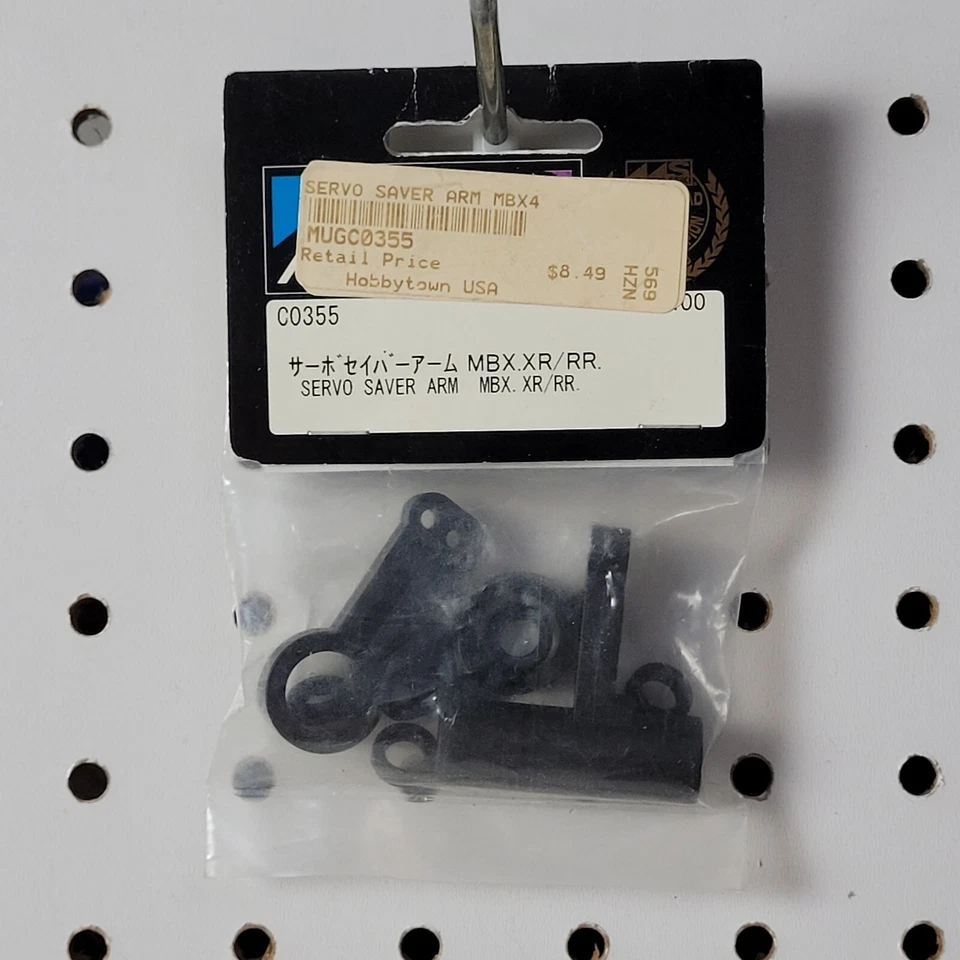 SERVO SAVER ARM MBX4
MUGC0355
Retail Price
$8.49
Hobbytown USA
569
HZN
C0355
サーボセイバーアーム MBX.XR/RR.
SERVO SAVER ARM MBX.XR/RR.